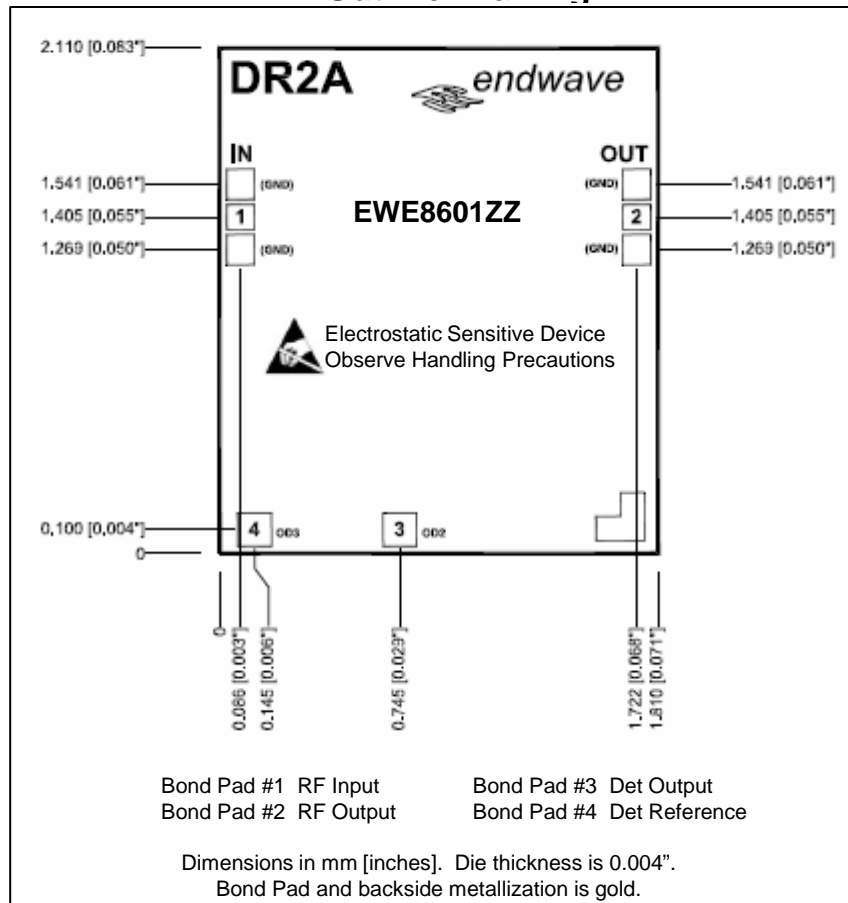 2.110 [0.083"]
DR2A endwave
IN OUT
1.541 [0.061"] (GND) (GND) 1.541 [0.061"]
1.405 [0.055"] 1 EWE8601ZZ 2 1.405 [0.055"]
1.269 [0.050"] (GND) (GND) 1.269 [0.050"]
Electrostatic Sensitive Device
Observe Handling Precautions
0.100 [0.004"] 4 OD3 3 OD2
0
0
0.086 [0.003"]
0.145 [0.006"]
0.745 [0.029"]
1.722 [0.068"]
1.810 [0.071"]
Bond Pad #1 RF Input Bond Pad #3 Det Output
Bond Pad #2 RF Output Bond Pad #4 Det Reference
Dimensions in mm [inches]. Die thickness is 0.004”.
Bond Pad and backside metallization is gold.